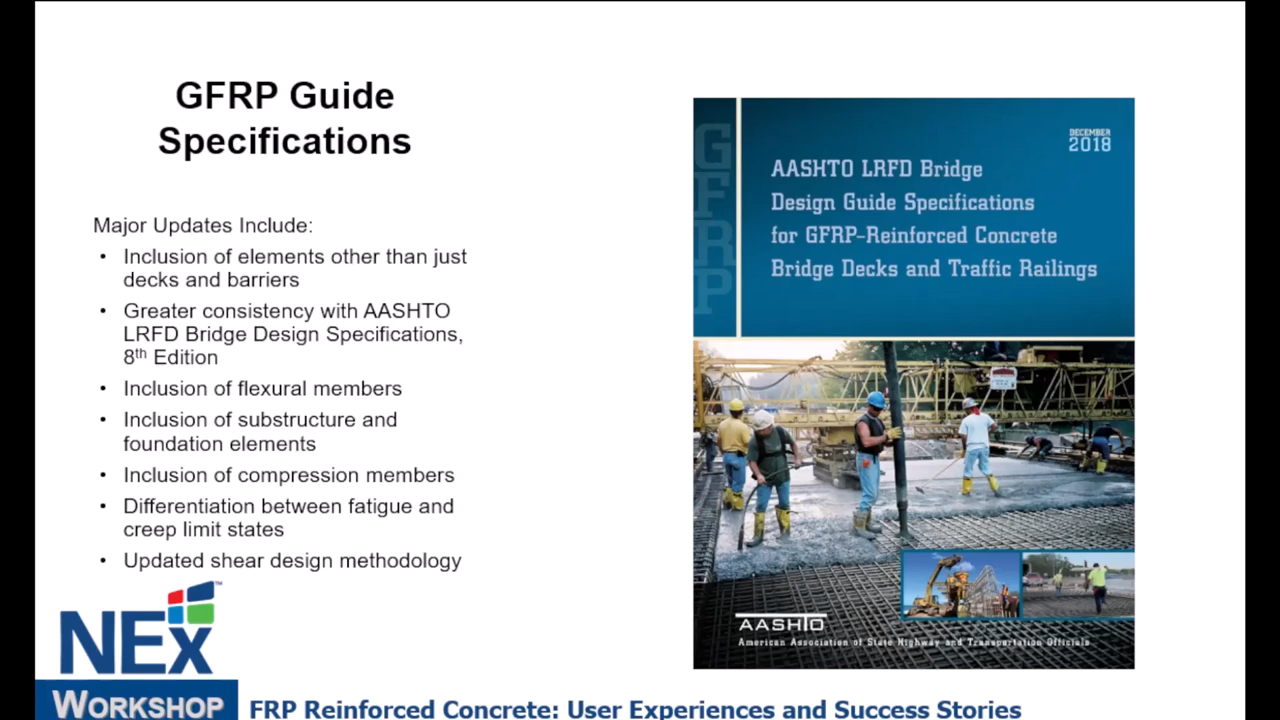 GFRP Guide
Specifications
Major Updates Include:
• Inclusion of elements other than just
decks and barriers
• Greater consistency with AASHTO
LRFD Bridge Design Specifications,
8th Edition
• Inclusion of flexural members
• Inclusion of substructure and
foundation elements
• Inclusion of compression members
• Differentiation between fatigue and
creep limit states
• Updated shear design methodology
GFRP
DECEMBER
2018
AASHTO LRFD Bridge
Design Guide Specifications
for GFRP-Reinforced Concrete
Bridge Decks and Traffic Railings
AASHTO
American Association of State Highway and Transportation Officials
NEx™
WORKSHOP
FRP Reinforced Concrete: User Experiences and Success Stories